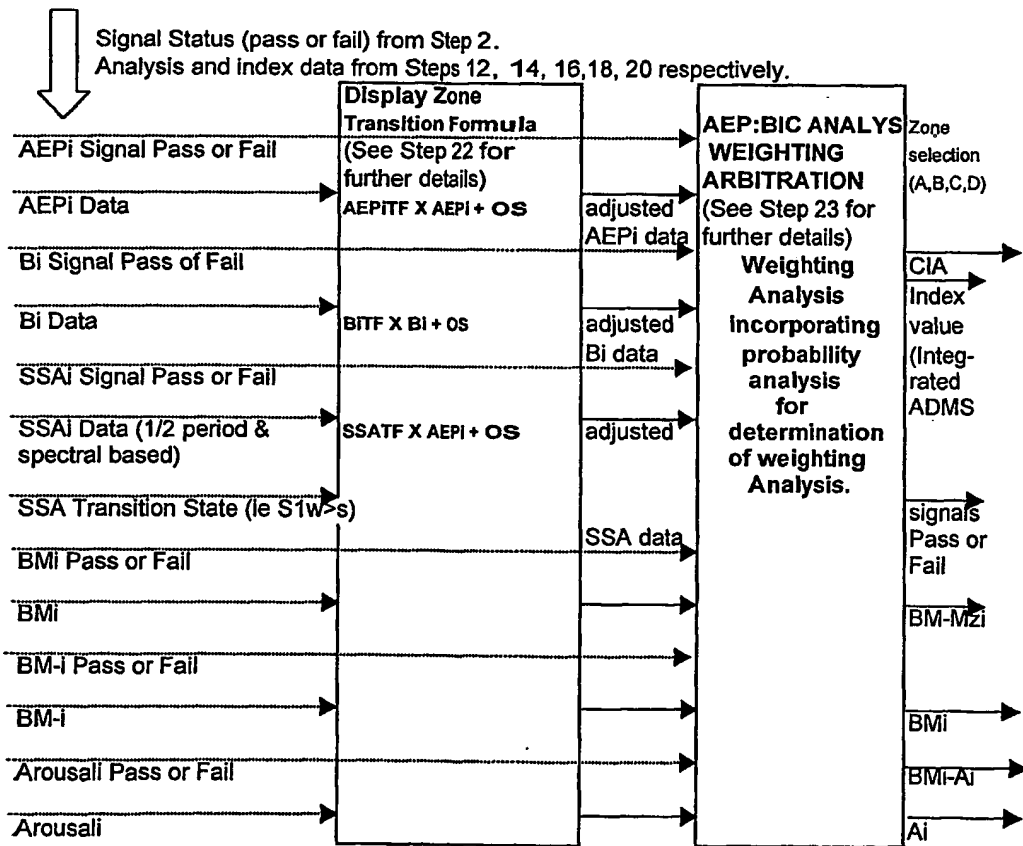 Signal Status (pass or fail) from Step 2.
Analysis and index data from Steps 12, 14, 16,18, 20 respectively.
Display Zone
Transition Formula
(See Step 22 for
further details)
AEPiTF X AEPi + OS
BiTF X Bi + OS
SSATF X AEPi + OS
AEPi Signal Pass or Fail
AEPi Data
Bi Signal Pass of Fail
Bi Data
SSAi Signal Pass or Fail
SSAi Data (1/2 period &
spectral based)
SSA Transition State (ie S1w>s)
BMi Pass or Fail
BMi
BM-i Pass or Fail
BM-i
Arousali Pass or Fail
Arousali
adjusted
AEPi data
adjusted
Bi data
adjusted
SSA data
AEP:BIC ANALYS
WEIGHTING
ARBITRATION
(See Step 23 for
further details)
Weighting
Analysis
incorporating
probability
analysis
for
determination
of weighting
Analysis.
Zone
selection
(A,B,C,D)
CIA
Index
value
(Integ-
rated
ADMS
signals
Pass or
Fail
BM-Mzi
BMi
BMi-Ai
Ai